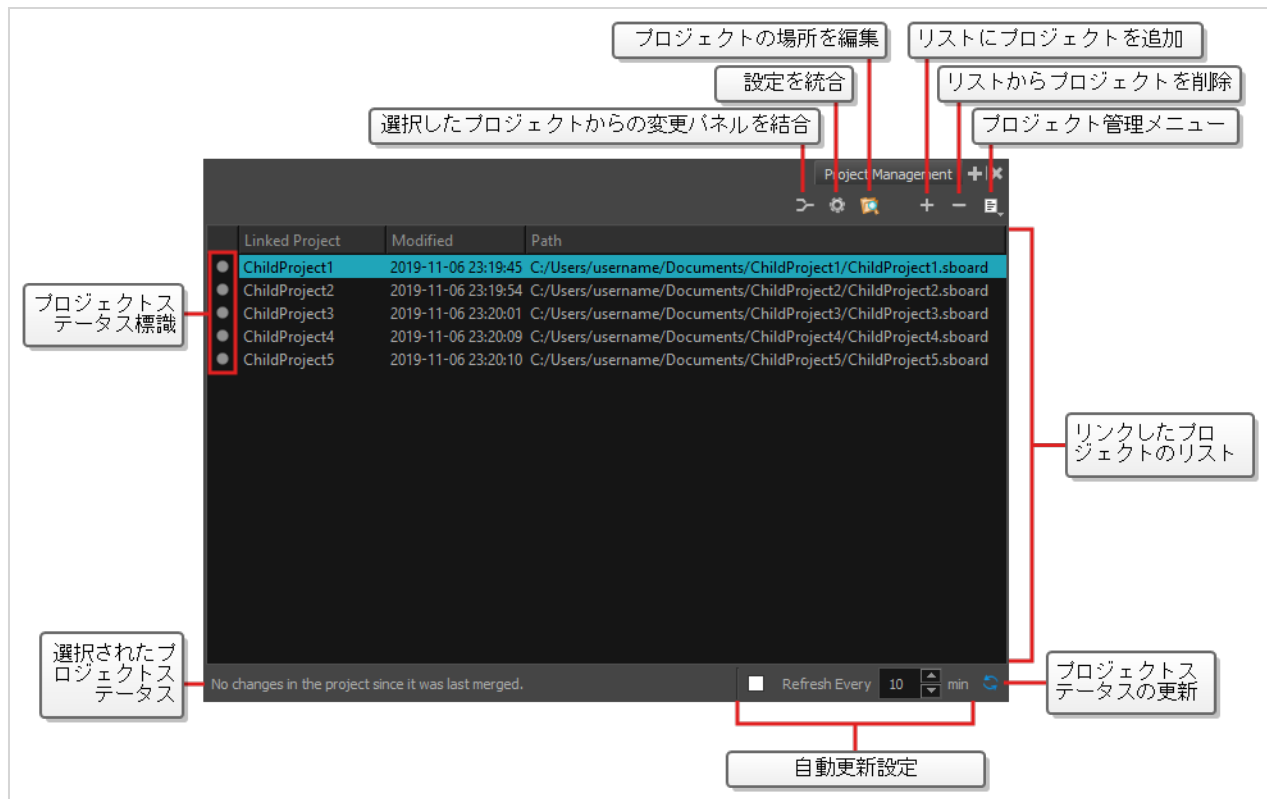 プロジェクトの場所を編集
リストにプロジェクトを追加
設定を統合
リストからプロジェクトを削除
選択したプロジェクトからの変更パネルを結合
プロジェクト管理メニュー
Project Management
Linked Project Modified Path
ChildProject1 2019-11-06 23:19:45 C:/Users/username/Documents/ChildProject1/ChildProject1.sboard
ChildProject2 2019-11-06 23:19:54 C:/Users/username/Documents/ChildProject2/ChildProject2.sboard
ChildProject3 2019-11-06 23:20:01 C:/Users/username/Documents/ChildProject3/ChildProject3.sboard
ChildProject4 2019-11-06 23:20:09 C:/Users/username/Documents/ChildProject4/ChildProject4.sboard
ChildProject5 2019-11-06 23:20:10 C:/Users/username/Documents/ChildProject5/ChildProject5.sboard
プロジェクトス
テータス標識
リンクしたプロ
ジェクトのリスト
選択されたプ
ロジェクトス
テータス
No changes in the project since it was last merged.
Refresh Every 10 min
プロジェクトス
テータスの更新
自動更新設定